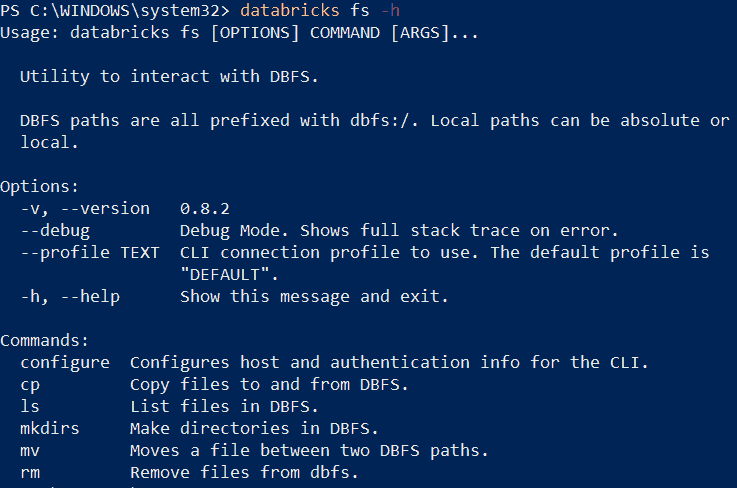 PS C:\WINDOWS\system32> databricks fs -h
Usage: databricks fs [OPTIONS] COMMAND [ARGS]...
Utility to interact with DBFS.
DBFS paths are all prefixed with dbfs:/. Local paths can be absolute or
local.
Options:
-v, --version   0.8.2
--debug         Debug Mode. Shows full stack trace on error.
--profile TEXT  CLI connection profile to use. The default profile is
"DEFAULT".
-h, --help      Show this message and exit.
Commands:
configure  Configures host and authentication info for the CLI.
cp         Copy files to and from DBFS.
ls         List files in DBFS.
mkdirs     Make directories in DBFS.
mv         Moves a file between two DBFS paths.
rm         Remove files from dbfs.